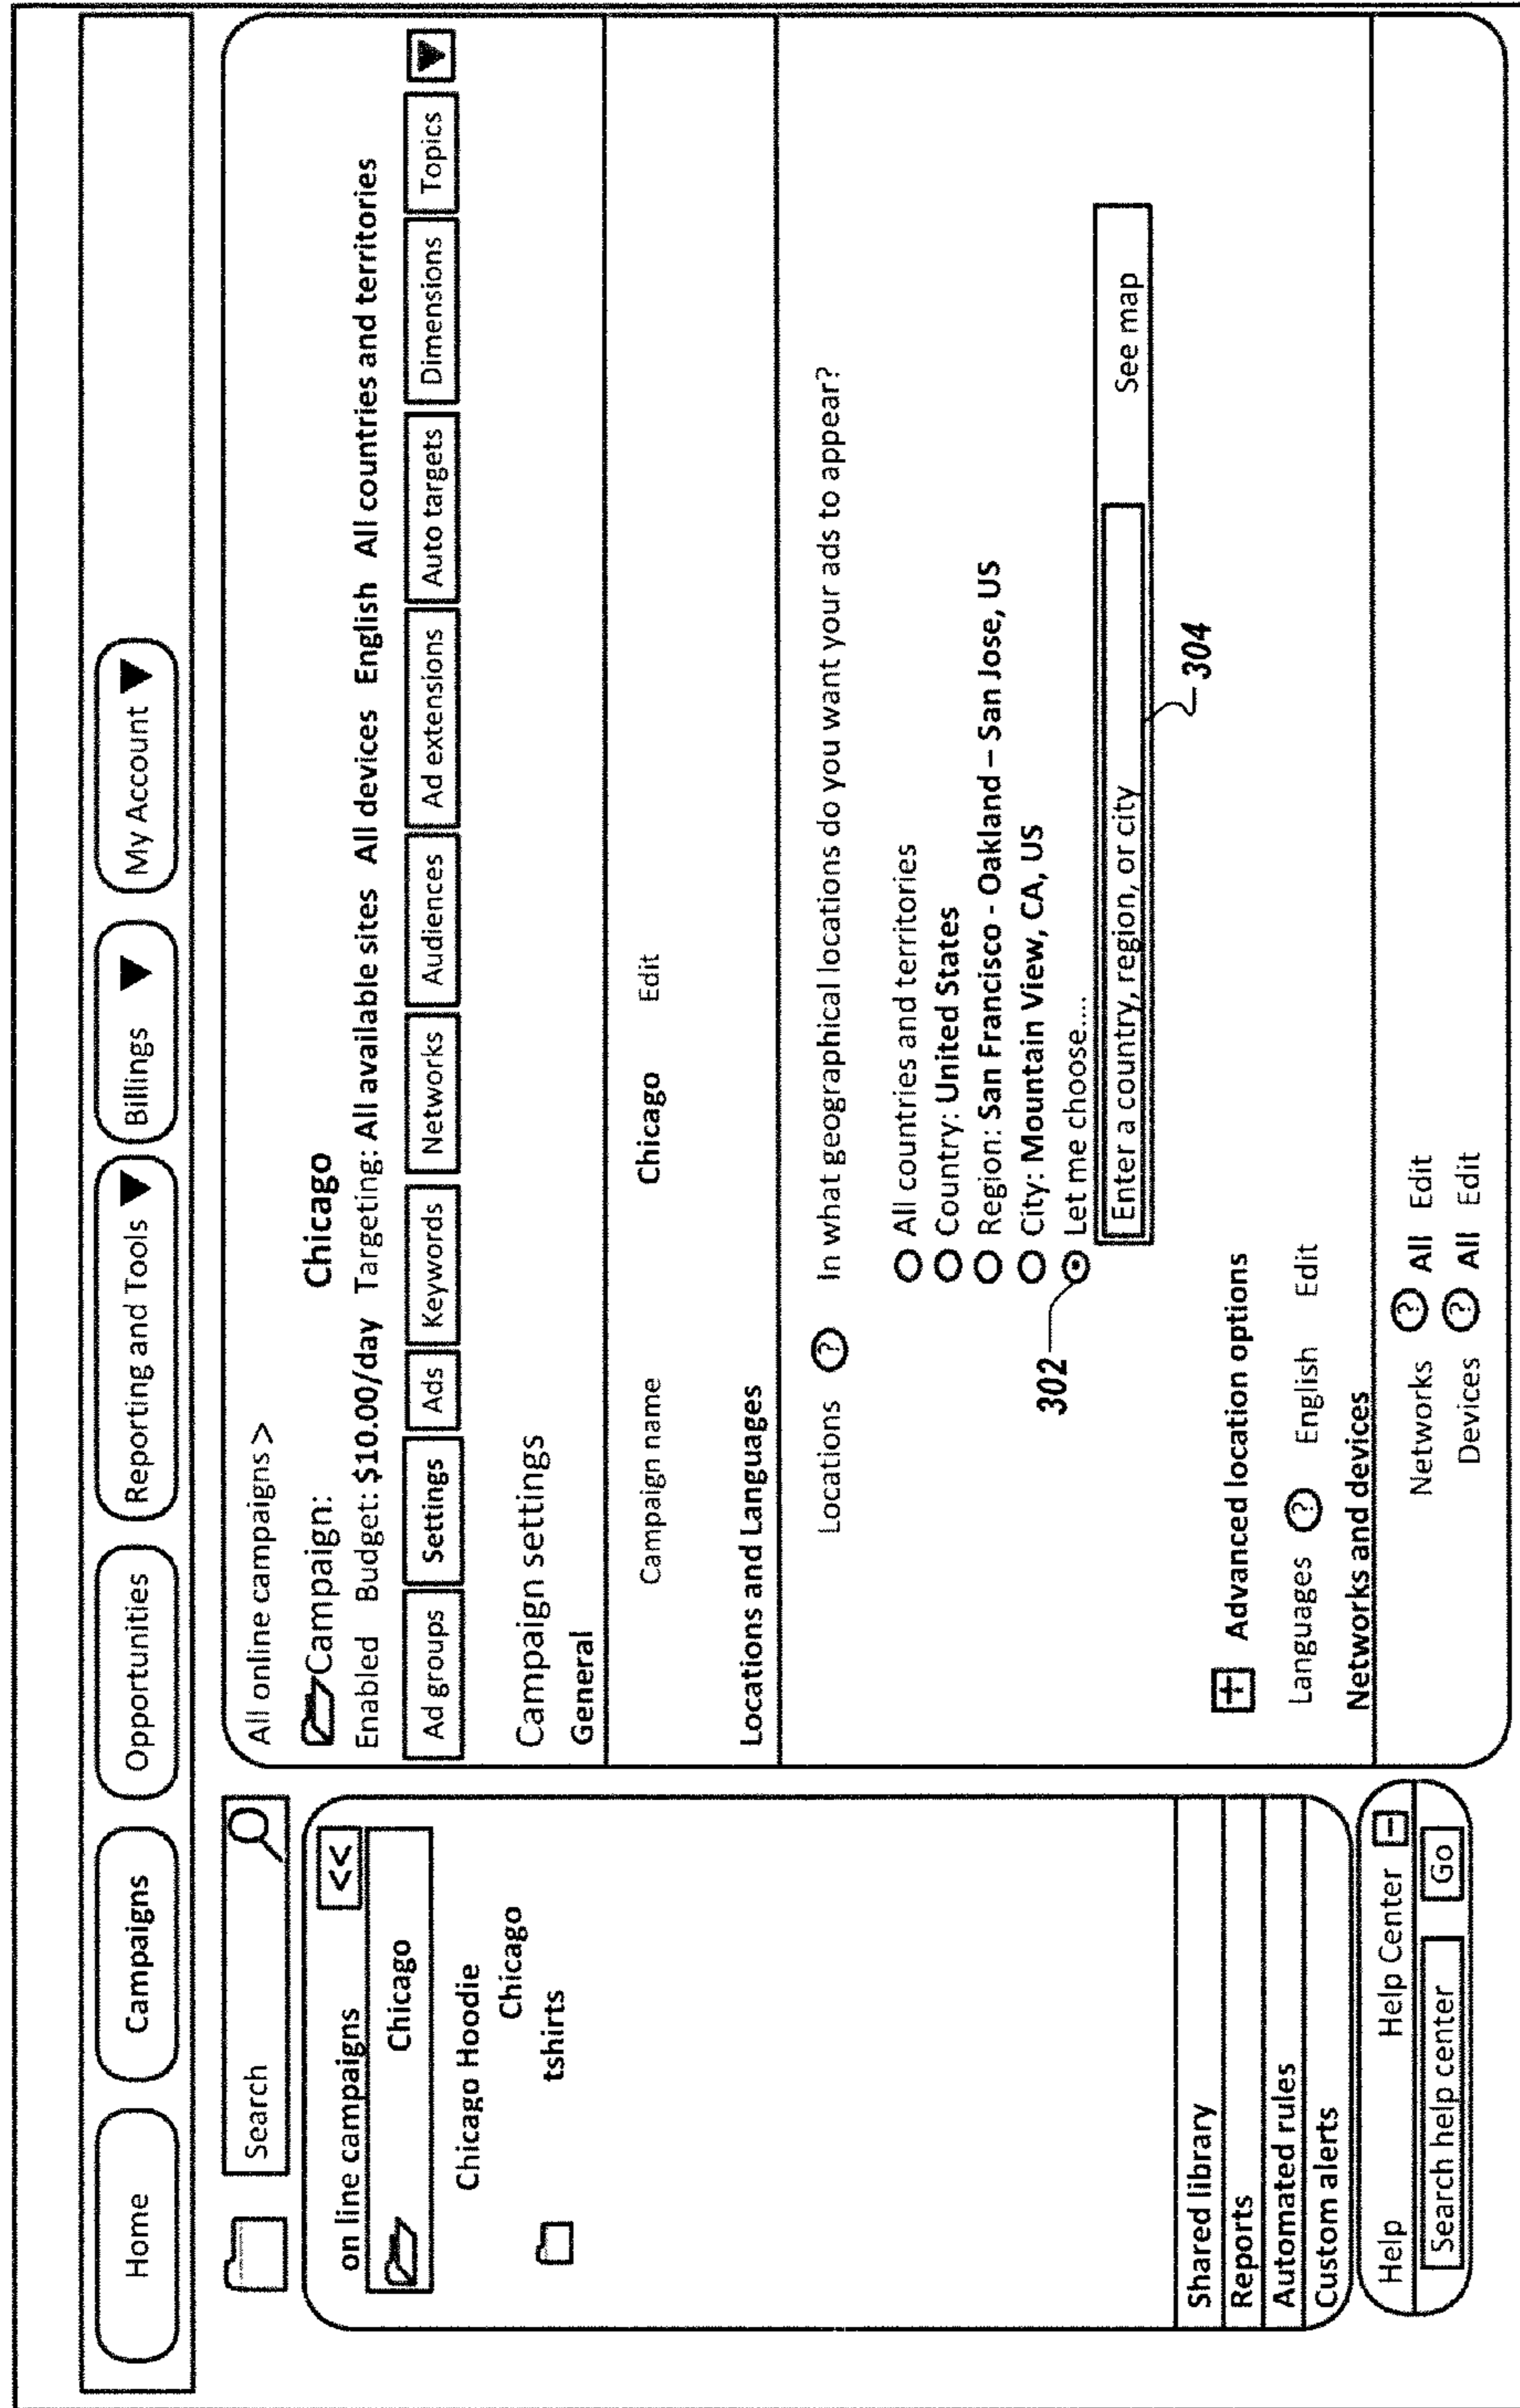 Home Campaigns Opportunities Reporting and Tools ▼ Billings ▼ My Account ▼
Search
on line campaigns <<
Chicago
Chicago Hoodie
Chicago
tshirts
Shared library
Reports
Automated rules
Custom alerts
Help Help Center −
Search help center Go
All online campaigns >
Campaign: Chicago
Enabled Budget: $10.00/day Targeting: All available sites All devices English All countries and territories
Ad groups Settings Ads Keywords Networks Audiences Ad extensions Auto targets Dimensions Topics ▼
Campaign settings
General
Campaign name Chicago Edit
Locations and Languages
Locations ? In what geographical locations do you want your ads to appear?
All countries and territories
Country: United States
Region: San Francisco - Oakland – San Jose, US
City: Mountain View, CA, US
302 Let me choose....
Enter a country, region, or city See map
304
+ Advanced location options
Languages ? English Edit
Networks and devices
Networks ? All Edit
Devices ? All Edit